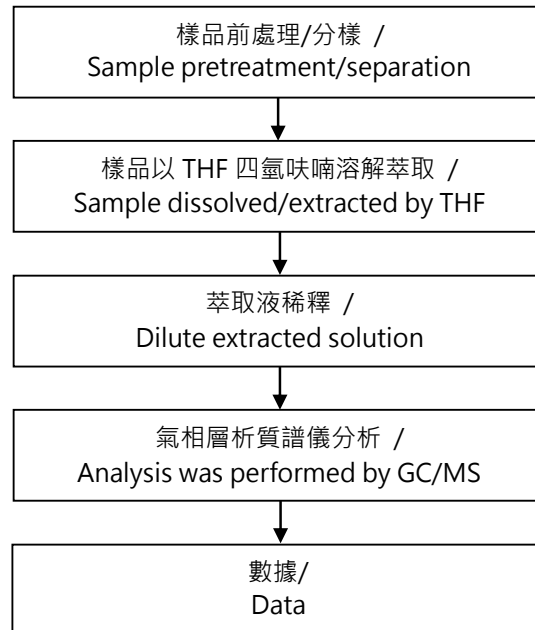 樣品前處理/分樣 /
Sample pretreatment/separation
樣品以 THF 四氫呋喃溶解萃取 /
Sample dissolved/extracted by THF
萃取液稀釋 /
Dilute extracted solution
氣相層析質譜儀分析 /
Analysis was performed by GC/MS
數據/
Data